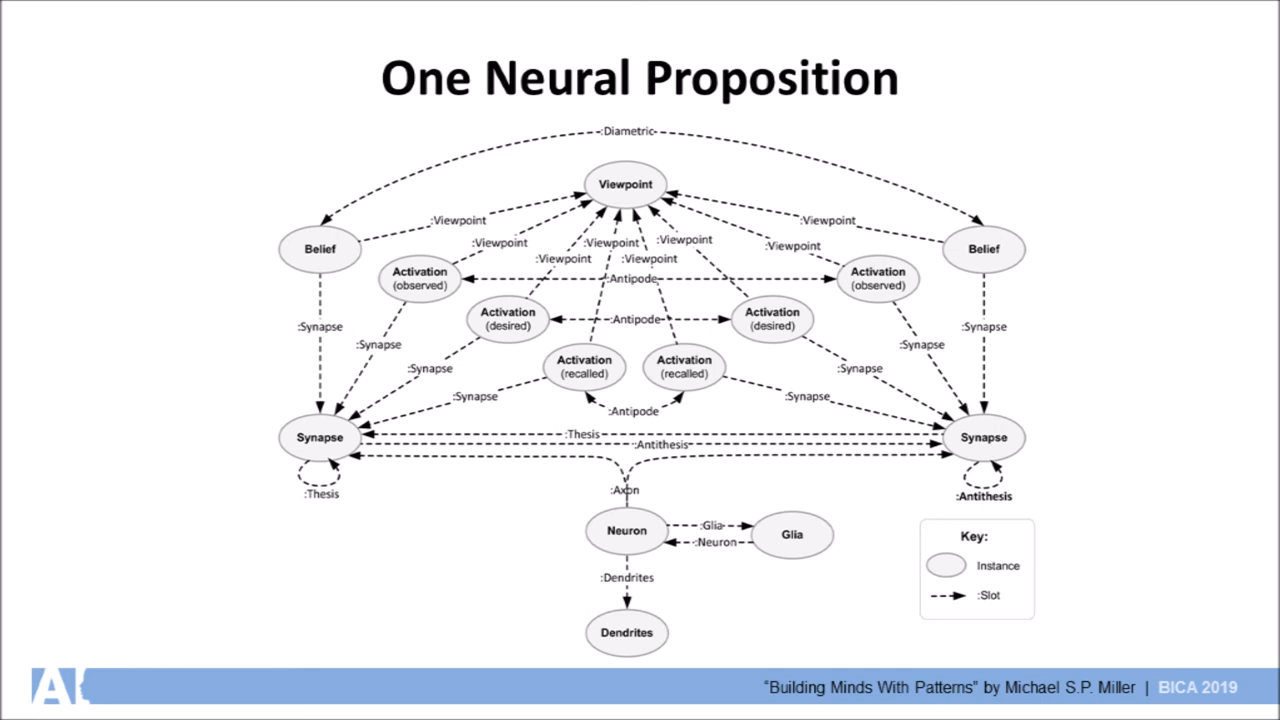 One Neural Proposition
:Diametric
Viewpoint
:Viewpoint
:Viewpoint
Belief
Belief
:Viewpoint
:Viewpoint
:Viewpoint
:Viewpoint
:Viewpoint
:Viewpoint
Activation
(observed)
:Antipode
Activation
(observed)
Activation
(desired)
:Antipode
Activation
(desired)
:Synapse
:Synapse
:Synapse
:Synapse
Activation
(recalled)
Activation
(recalled)
:Synapse
:Synapse
:Synapse
:Synapse
:Antipode
Synapse
:Thesis
:Antithesis
Synapse
:Thesis
:Axon
:Antithesis
Neuron
:Glia
:Neuron
Glia
:Dendrites
Dendrites
Key:
Instance
:Slot
A
"Building Minds With Patterns" by Michael S.P. Miller | BICA 2019